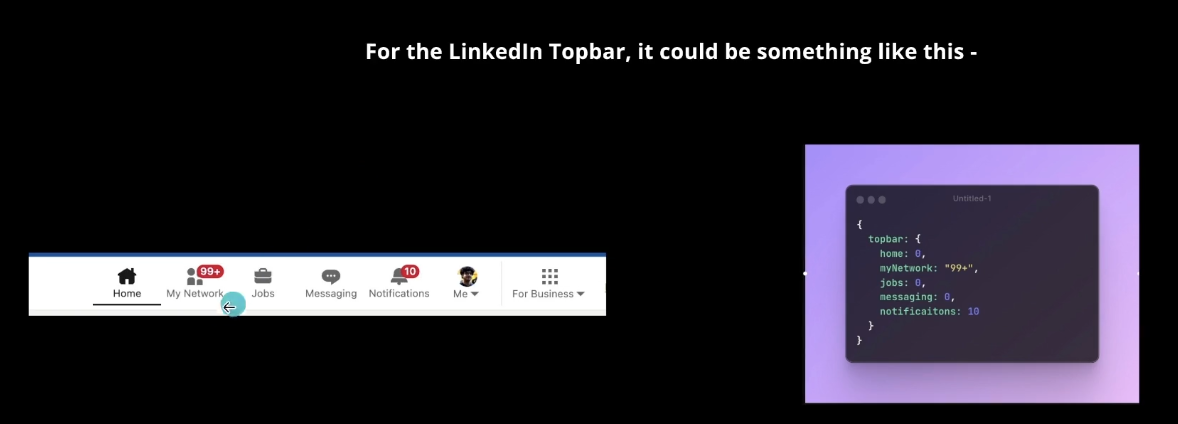 For the LinkedIn Topbar, it could be something like this -
99+
10
Home
My Network
Jobs
Messaging
Notifications
Me
For Business
Untitled-1
{
topbar: {
home: 0,
myNetwork: "99+",
jobs: 0,
messaging: 0,
notificaitons: 10
}
}